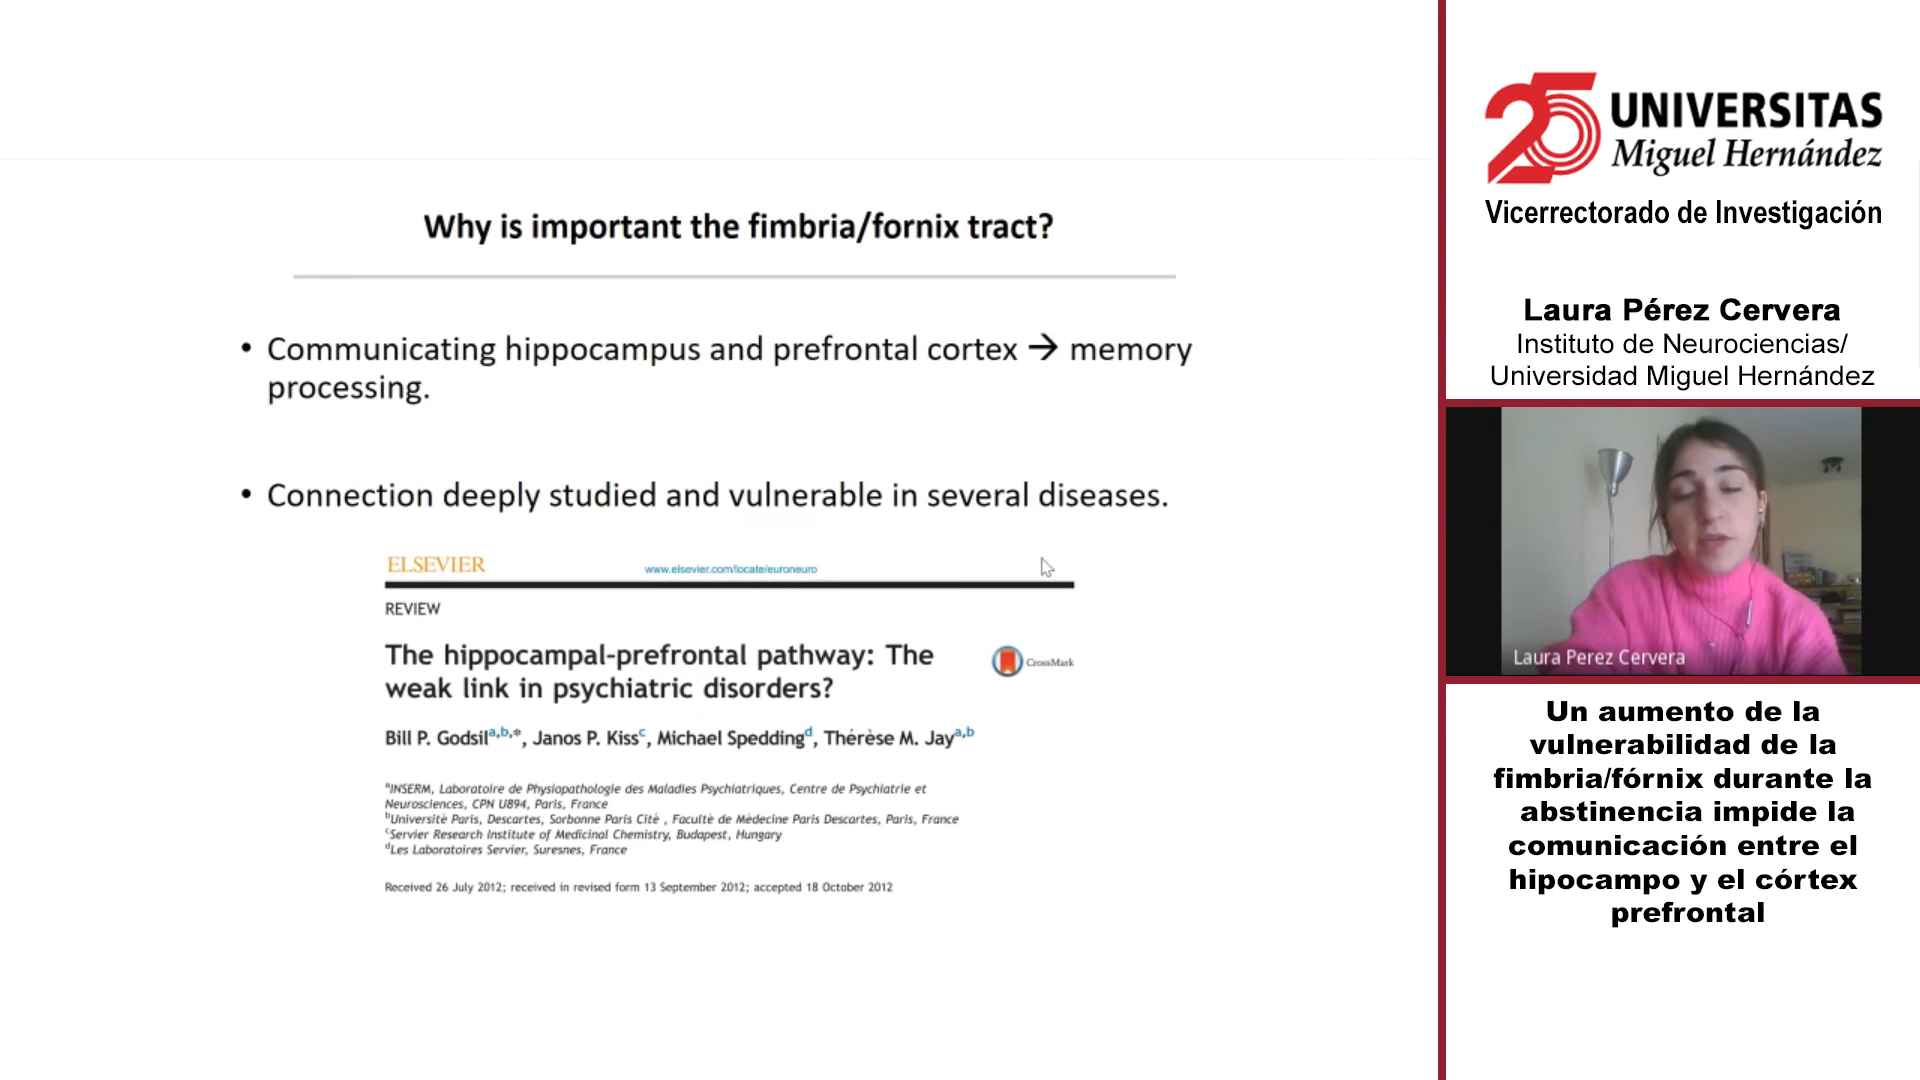 Why is important the fimbria/fornix tract?
• Communicating hippocampus and prefrontal cortex → memory
processing.
• Connection deeply studied and vulnerable in several diseases.
ELSEVIER
www.elsevier.com/locate/euroneuro
REVIEW
The hippocampal-prefrontal pathway: The
weak link in psychiatric disorders?
CrossMark
Bill P. Godsil^a,b,*, Janos P. Kiss^c, Michael Spedding^d, Thérèse M. Jay^a,b
^aINSERM, Laboratoire de Physiopathologie des Maladies Psychiatriques, Centre de Psychiatrie et
Neurosciences, CPN U894, Paris, France
^bUniversité Paris, Descartes, Sorbonne Paris Cité , Faculté de Médecine Paris Descartes, Paris, France
^cServier Research Institute of Medicinal Chemistry, Budapest, Hungary
^dLes Laboratoires Servier, Suresnes, France
Received 26 July 2012; received in revised form 13 September 2012; accepted 18 October 2012
25 UNIVERSITAS
Miguel Hernández
Vicerrectorado de Investigación
Laura Pérez Cervera
Instituto de Neurociencias/
Universidad Miguel Hernández
Laura Perez Cervera
Un aumento de la
vulnerabilidad de la
fimbria/fórnix durante la
abstinencia impide la
comunicación entre el
hipocampo y el córtex
prefrontal